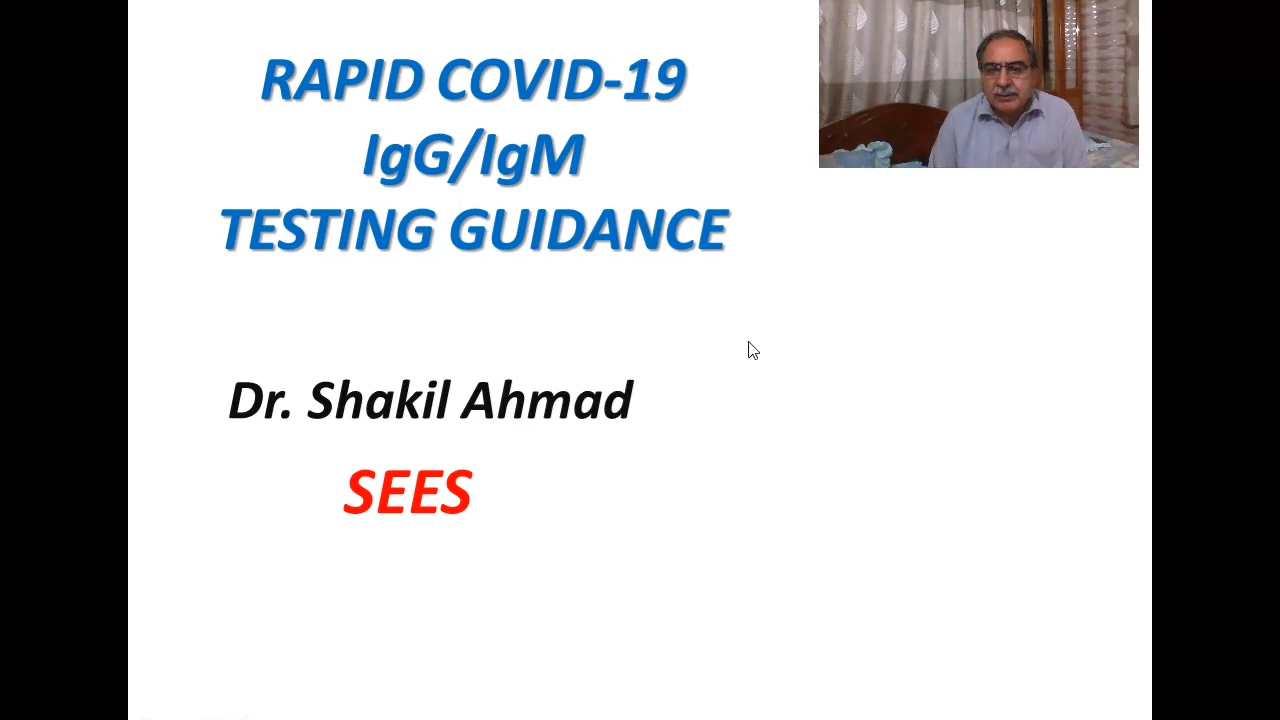 RAPID COVID-19
IgG/IgM
TESTING GUIDANCE
Dr. Shakil Ahmad
SEES